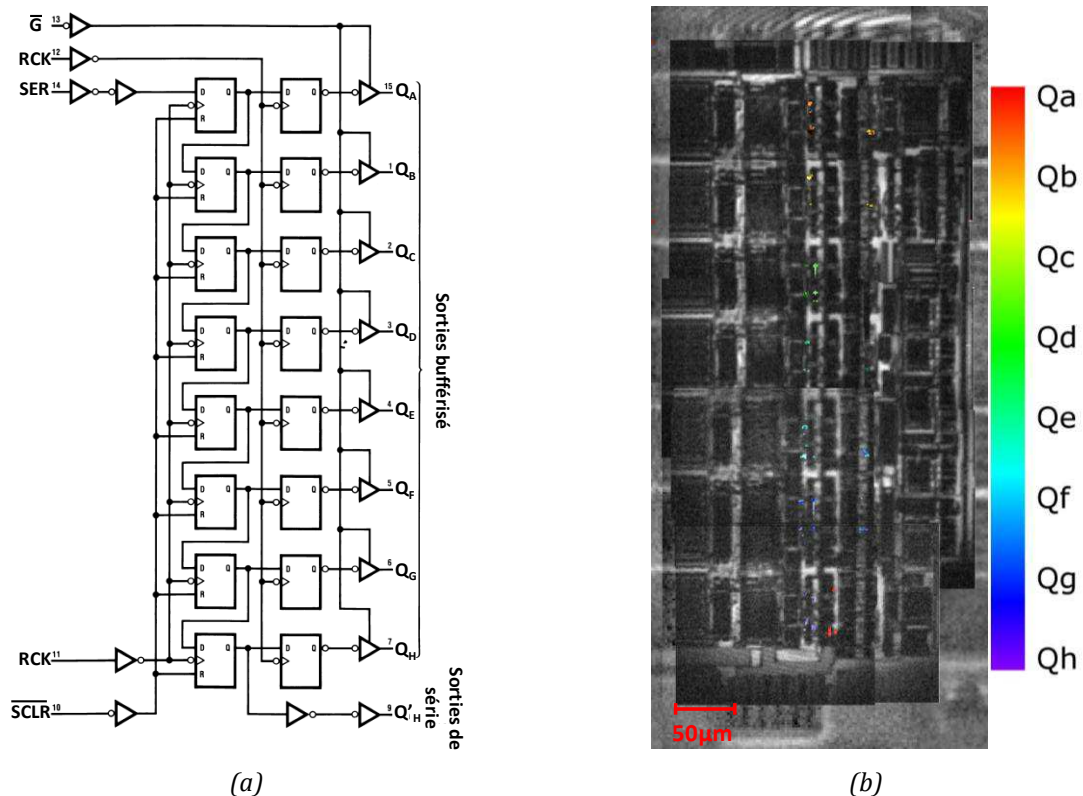 G 13
RCK 12
SER 14
D Q
R
D Q
15 QA
D Q
R
D Q
1 QB
D Q
R
D Q
2 QC
D Q
R
D Q
3 QD
D Q
R
D Q
4 QE
D Q
R
D Q
5 QF
D Q
R
D Q
6 QG
D Q
R
D Q
7 QH
RCK 11
SCLR 10
9 Q'H
Sorties bufférisé
Sorties de
série
Qa
Qb
Qc
Qd
Qe
Qf
Qg
Qh
50µm
(a)
(b)